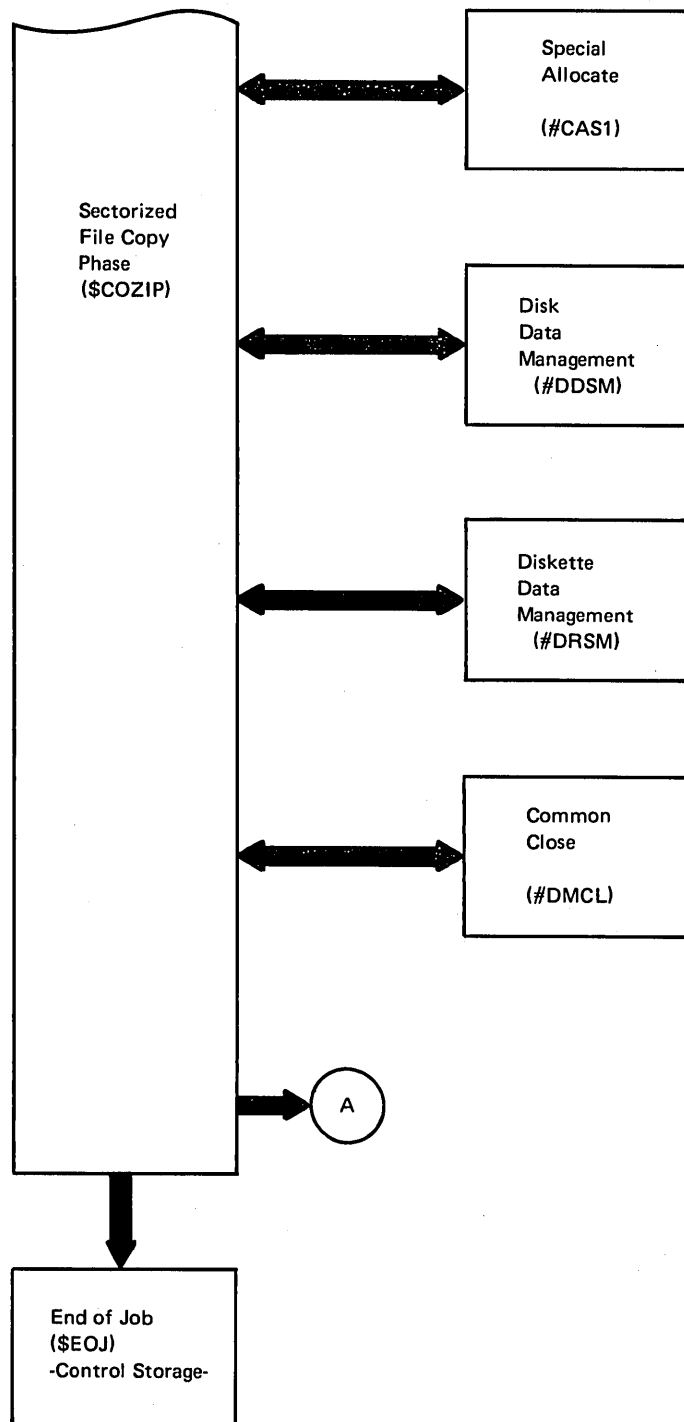 Special
Allocate
(#CAS1)
Sectorized
File Copy
Phase
($COZIP)
Disk
Data
Management
(#DDSM)
Diskette
Data
Management
(#DRSM)
Common
Close
(#DMCL)
A
End of Job
($EOJ)
-Control Storage-